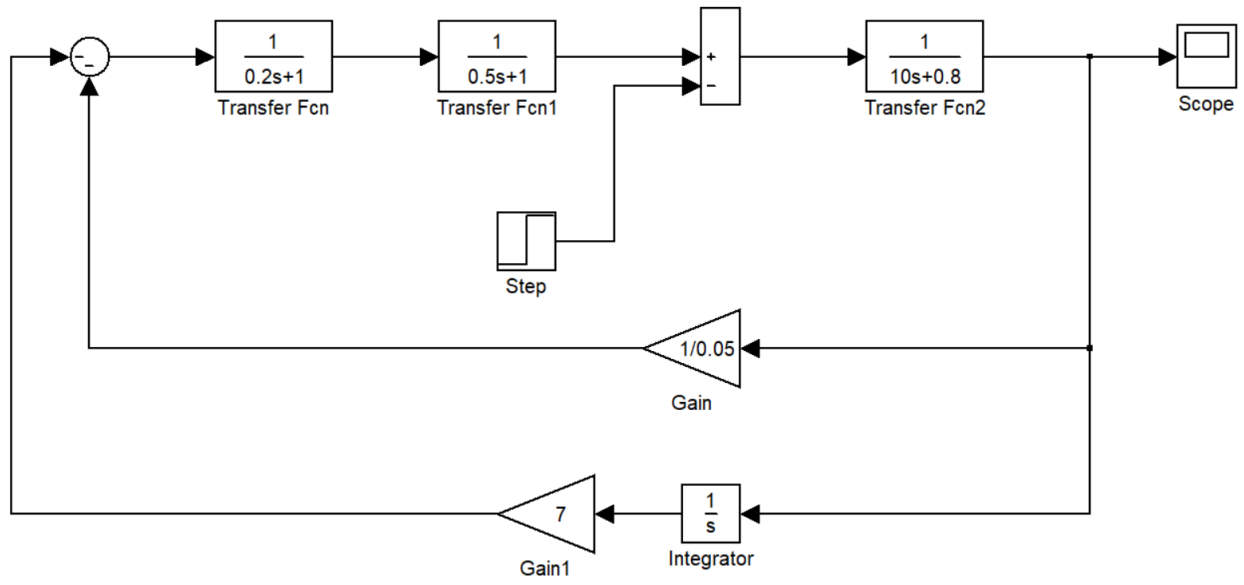 1
0.2s+1
Transfer Fcn
1
0.5s+1
Transfer Fcn1
+
−
1
10s+0.8
Transfer Fcn2
Scope
−
−
Step
1/0.05
Gain
7
Gain1
1
s
Integrator